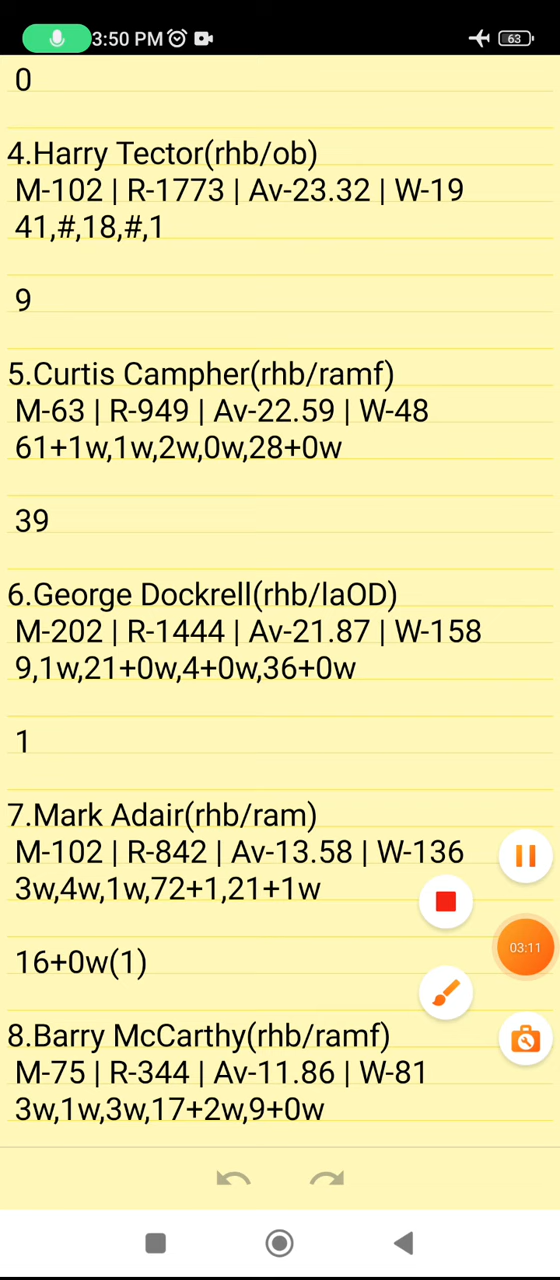 3:50 PM
63
0
4.Harry Tector(rhb/ob)
M-102 | R-1773 | Av-23.32 | W-19
41,#,18,#,1
9
5.Curtis Campher(rhb/ramf)
M-63 | R-949 | Av-22.59 | W-48
61+1w,1w,2w,0w,28+0w
39
6.George Dockrell(rhb/laOD)
M-202 | R-1444 | Av-21.87 | W-158
9,1w,21+0w,4+0w,36+0w
1
7.Mark Adair(rhb/ram)
M-102 | R-842 | Av-13.58 | W-136
3w,4w,1w,72+1,21+1w
03:11
16+0w(1)
8.Barry McCarthy(rhb/ramf)
M-75 | R-344 | Av-11.86 | W-81
3w,1w,3w,17+2w,9+0w